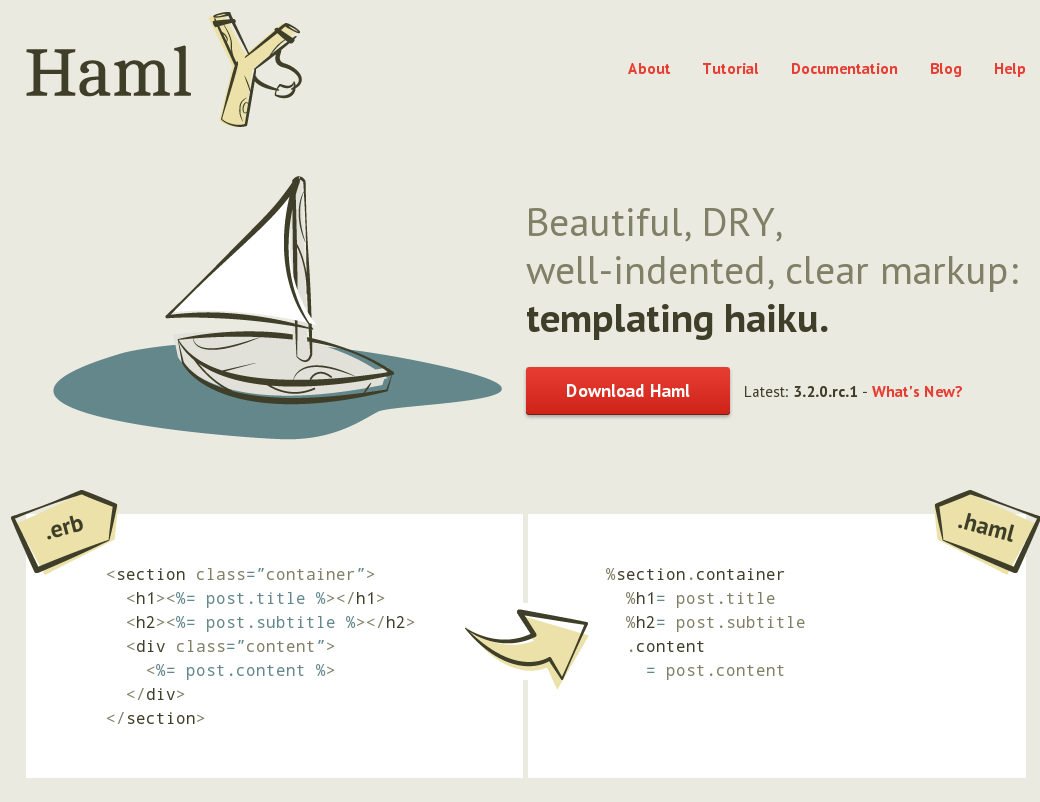 Haml
About Tutorial Documentation Blog Help
Beautiful, DRY,
well-indented, clear markup:
templating haiku.
Download Haml
Latest: 3.2.0.rc.1 - What's New?
.erb
<section class=”container”>
<h1><%= post.title %></h1>
<h2><%= post.subtitle %></h2>
<div class=”content”>
<%= post.content %>
</div>
</section>
.haml
%section.container
%h1= post.title
%h2= post.subtitle
.content
= post.content